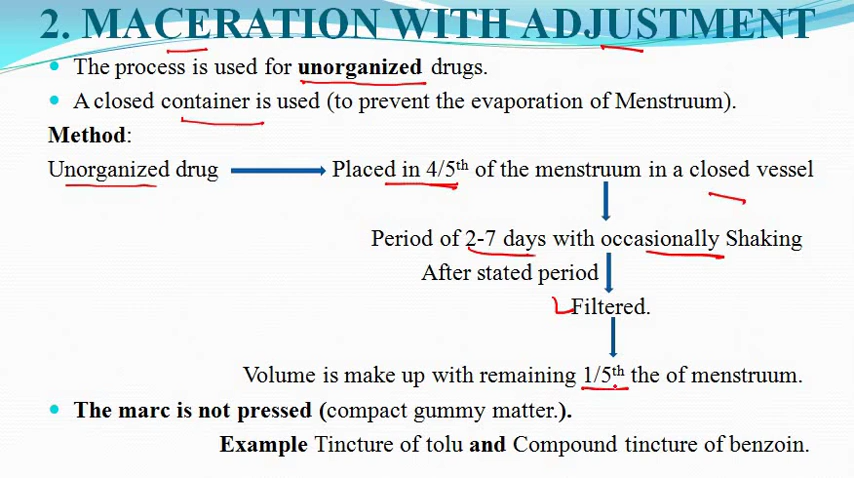 2. MACERATION WITH ADJUSTMENT
• The process is used for unorganized drugs.
• A closed container is used (to prevent the evaporation of Menstruum).
Method:
Unorganized drug Placed in 4/5th of the menstruum in a closed vessel
Period of 2-7 days with occasionally Shaking
After stated period
Filtered.
Volume is make up with remaining 1/5th the of menstruum.
• The marc is not pressed (compact gummy matter.).
Example Tincture of tolu and Compound tincture of benzoin.